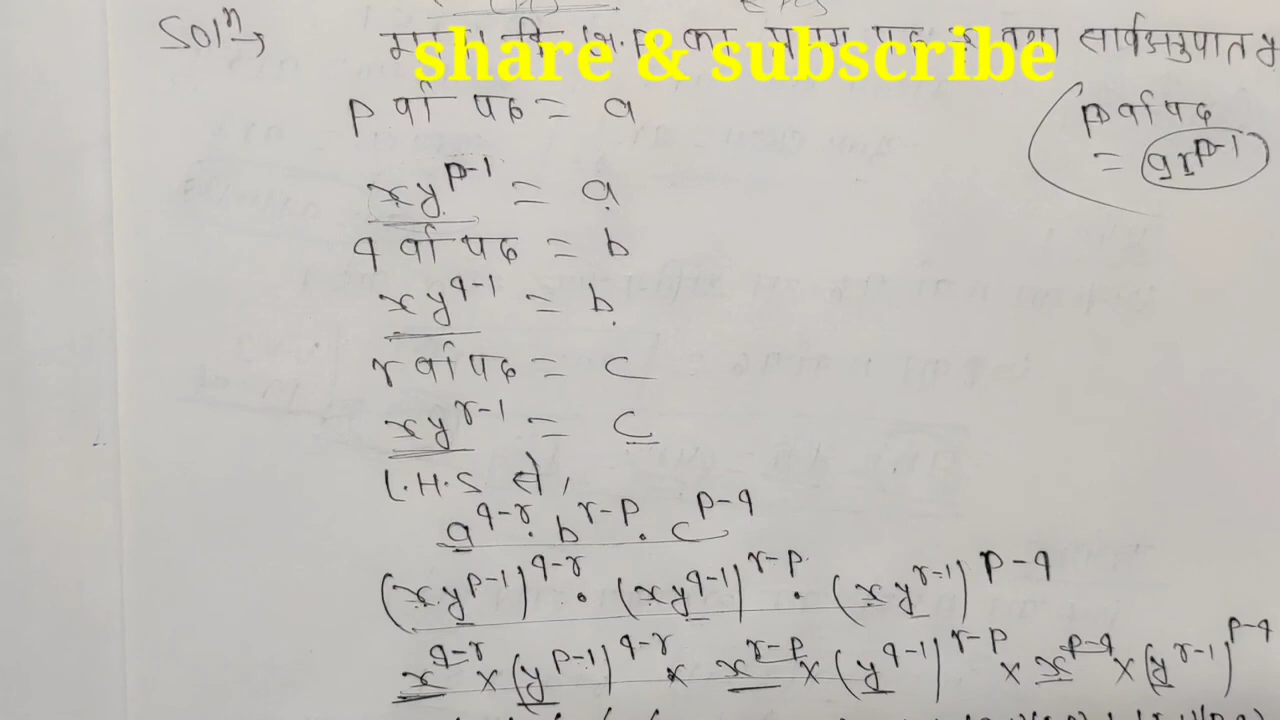 Solⁿ→
share & subscribe
p वाँ पद = a
p वाँ पद
= ar^{p-1}
xy^{p-1} = a
q वाँ पद = b
xy^{q-1} = b
r वाँ पद = c
xy^{r-1} = c
L.H.S से,
a^{q-r} . b^{r-p} . c^{p-q}
(xy^{p-1})^{q-r} . (xy^{q-1})^{r-p} . (xy^{r-1})^{p-q}
x^{q-r} × (y^{p-1})^{q-r} × x^{r-p} × (y^{q-1})^{r-p} × x^{p-q} × (y^{r-1})^{p-q}